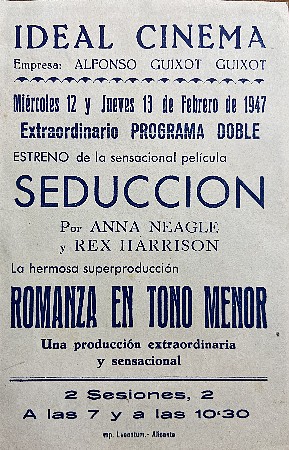 IDEAL CINEMA
Empresa: ALFONSO GUIXOT GUIXOT
Miércoles 12 y Jueves 13 de Febrero de 1947
Extraordinario PROGRAMA DOBLE
ESTRENO de la sensacional película
SEDUCCION
Por ANNA NEAGLE
y REX HARRISON
La hermosa superproducción
ROMANZA EN TONO MENOR
Una producción extraordinaria
y sensacional
2 Sesiones, 2
A las 7 y a las 10'30
Imp. Lucentum.- Alicante